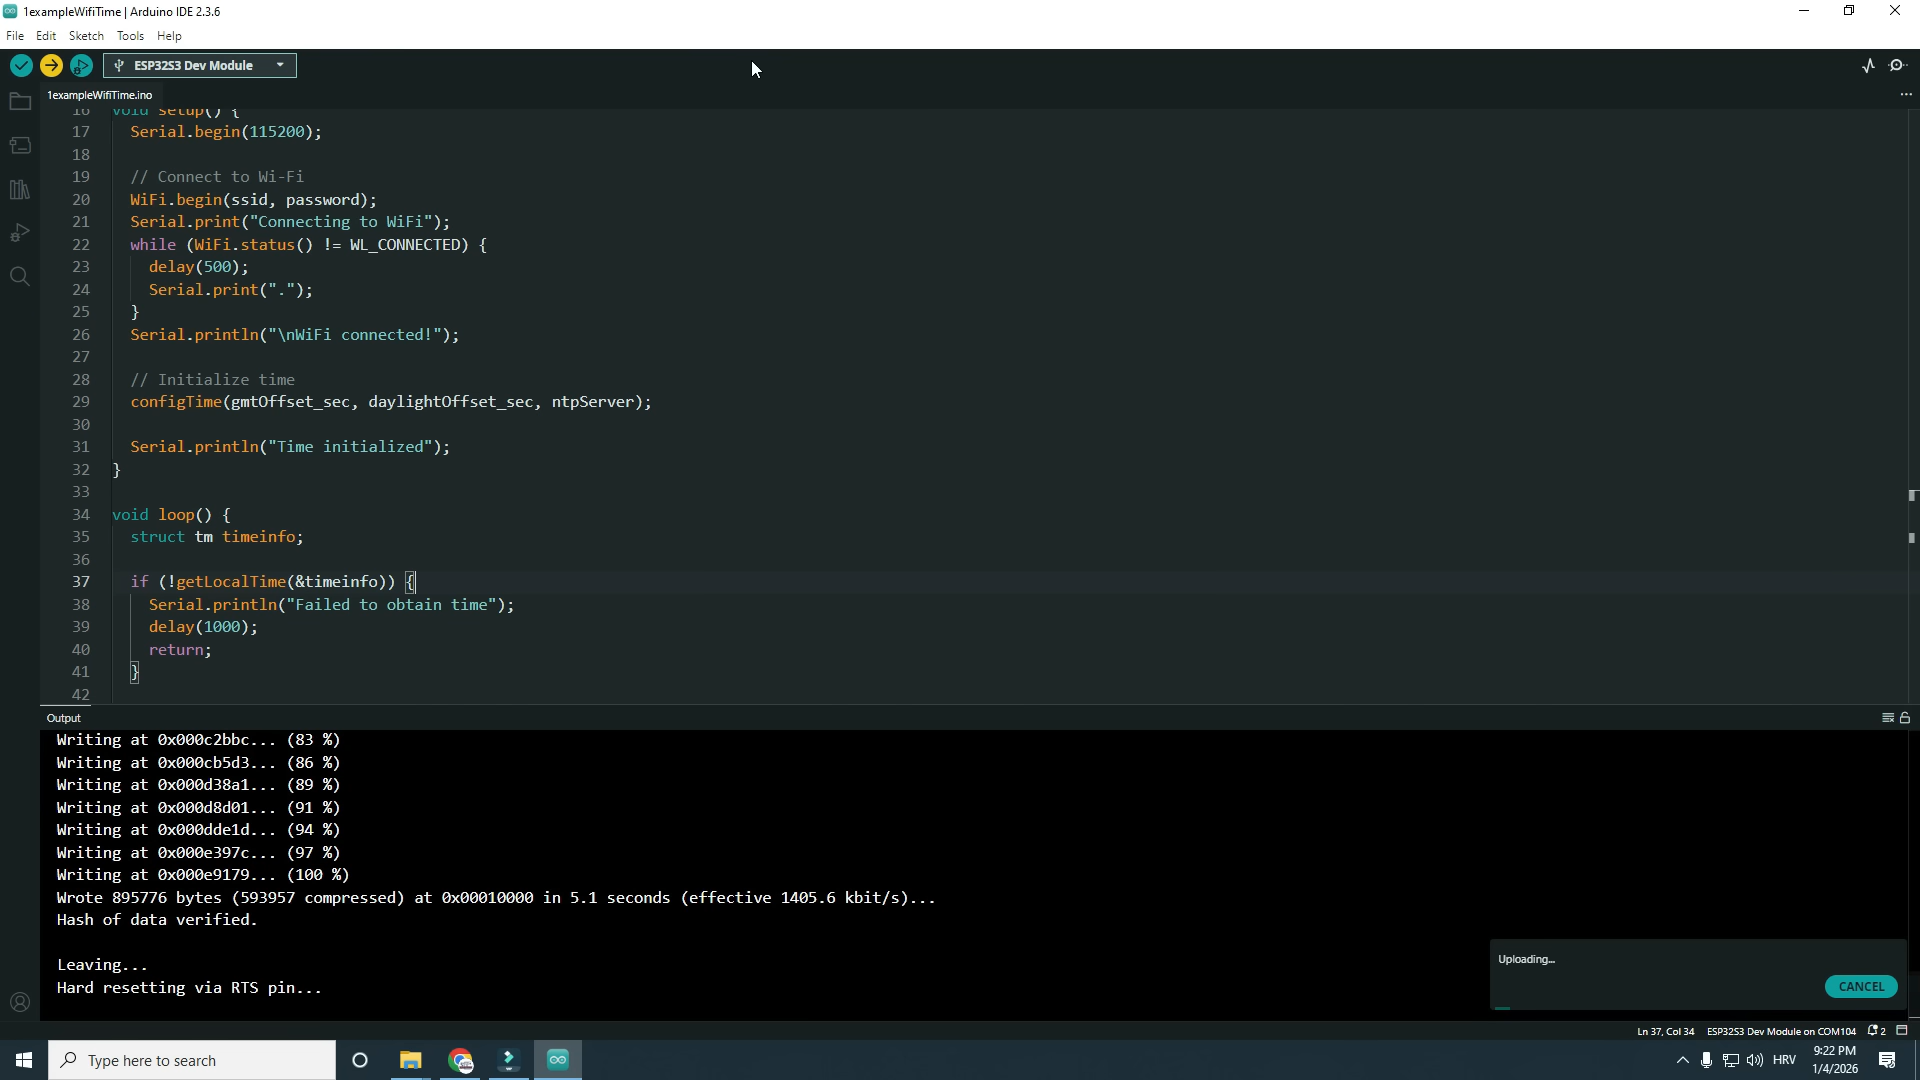 1exampleWifiTime | Arduino IDE 2.3.6
File Edit Sketch Tools Help
ESP32S3 Dev Module
1exampleWifiTime.ino
16 void setup() {
17 Serial.begin(115200);
18
19 // Connect to Wi-Fi
20 WiFi.begin(ssid, password);
21 Serial.print("Connecting to WiFi");
22 while (WiFi.status() != WL_CONNECTED) {
23 delay(500);
24 Serial.print(".");
25 }
26 Serial.println("\nWiFi connected!");
27
28 // Initialize time
29 configTime(gmtOffset_sec, daylightOffset_sec, ntpServer);
30
31 Serial.println("Time initialized");
32 }
33
34 void loop() {
35 struct tm timeinfo;
36
37 if (!getLocalTime(&timeinfo)) {
38 Serial.println("Failed to obtain time");
39 delay(1000);
40 return;
41 }
42
Output
Writing at 0x000c2bbc... (83 %)
Writing at 0x000cb5d3... (86 %)
Writing at 0x000d38a1... (89 %)
Writing at 0x000d8d01... (91 %)
Writing at 0x000dde1d... (94 %)
Writing at 0x000e397c... (97 %)
Writing at 0x000e9179... (100 %)
Wrote 895776 bytes (593957 compressed) at 0x00010000 in 5.1 seconds (effective 1405.6 kbit/s)...
Hash of data verified.
Leaving...
Hard resetting via RTS pin...
Uploading...
CANCEL
Ln 37, Col 34 ESP32S3 Dev Module on COM104 2
Type here to search
HRV
9:22 PM
1/4/2026